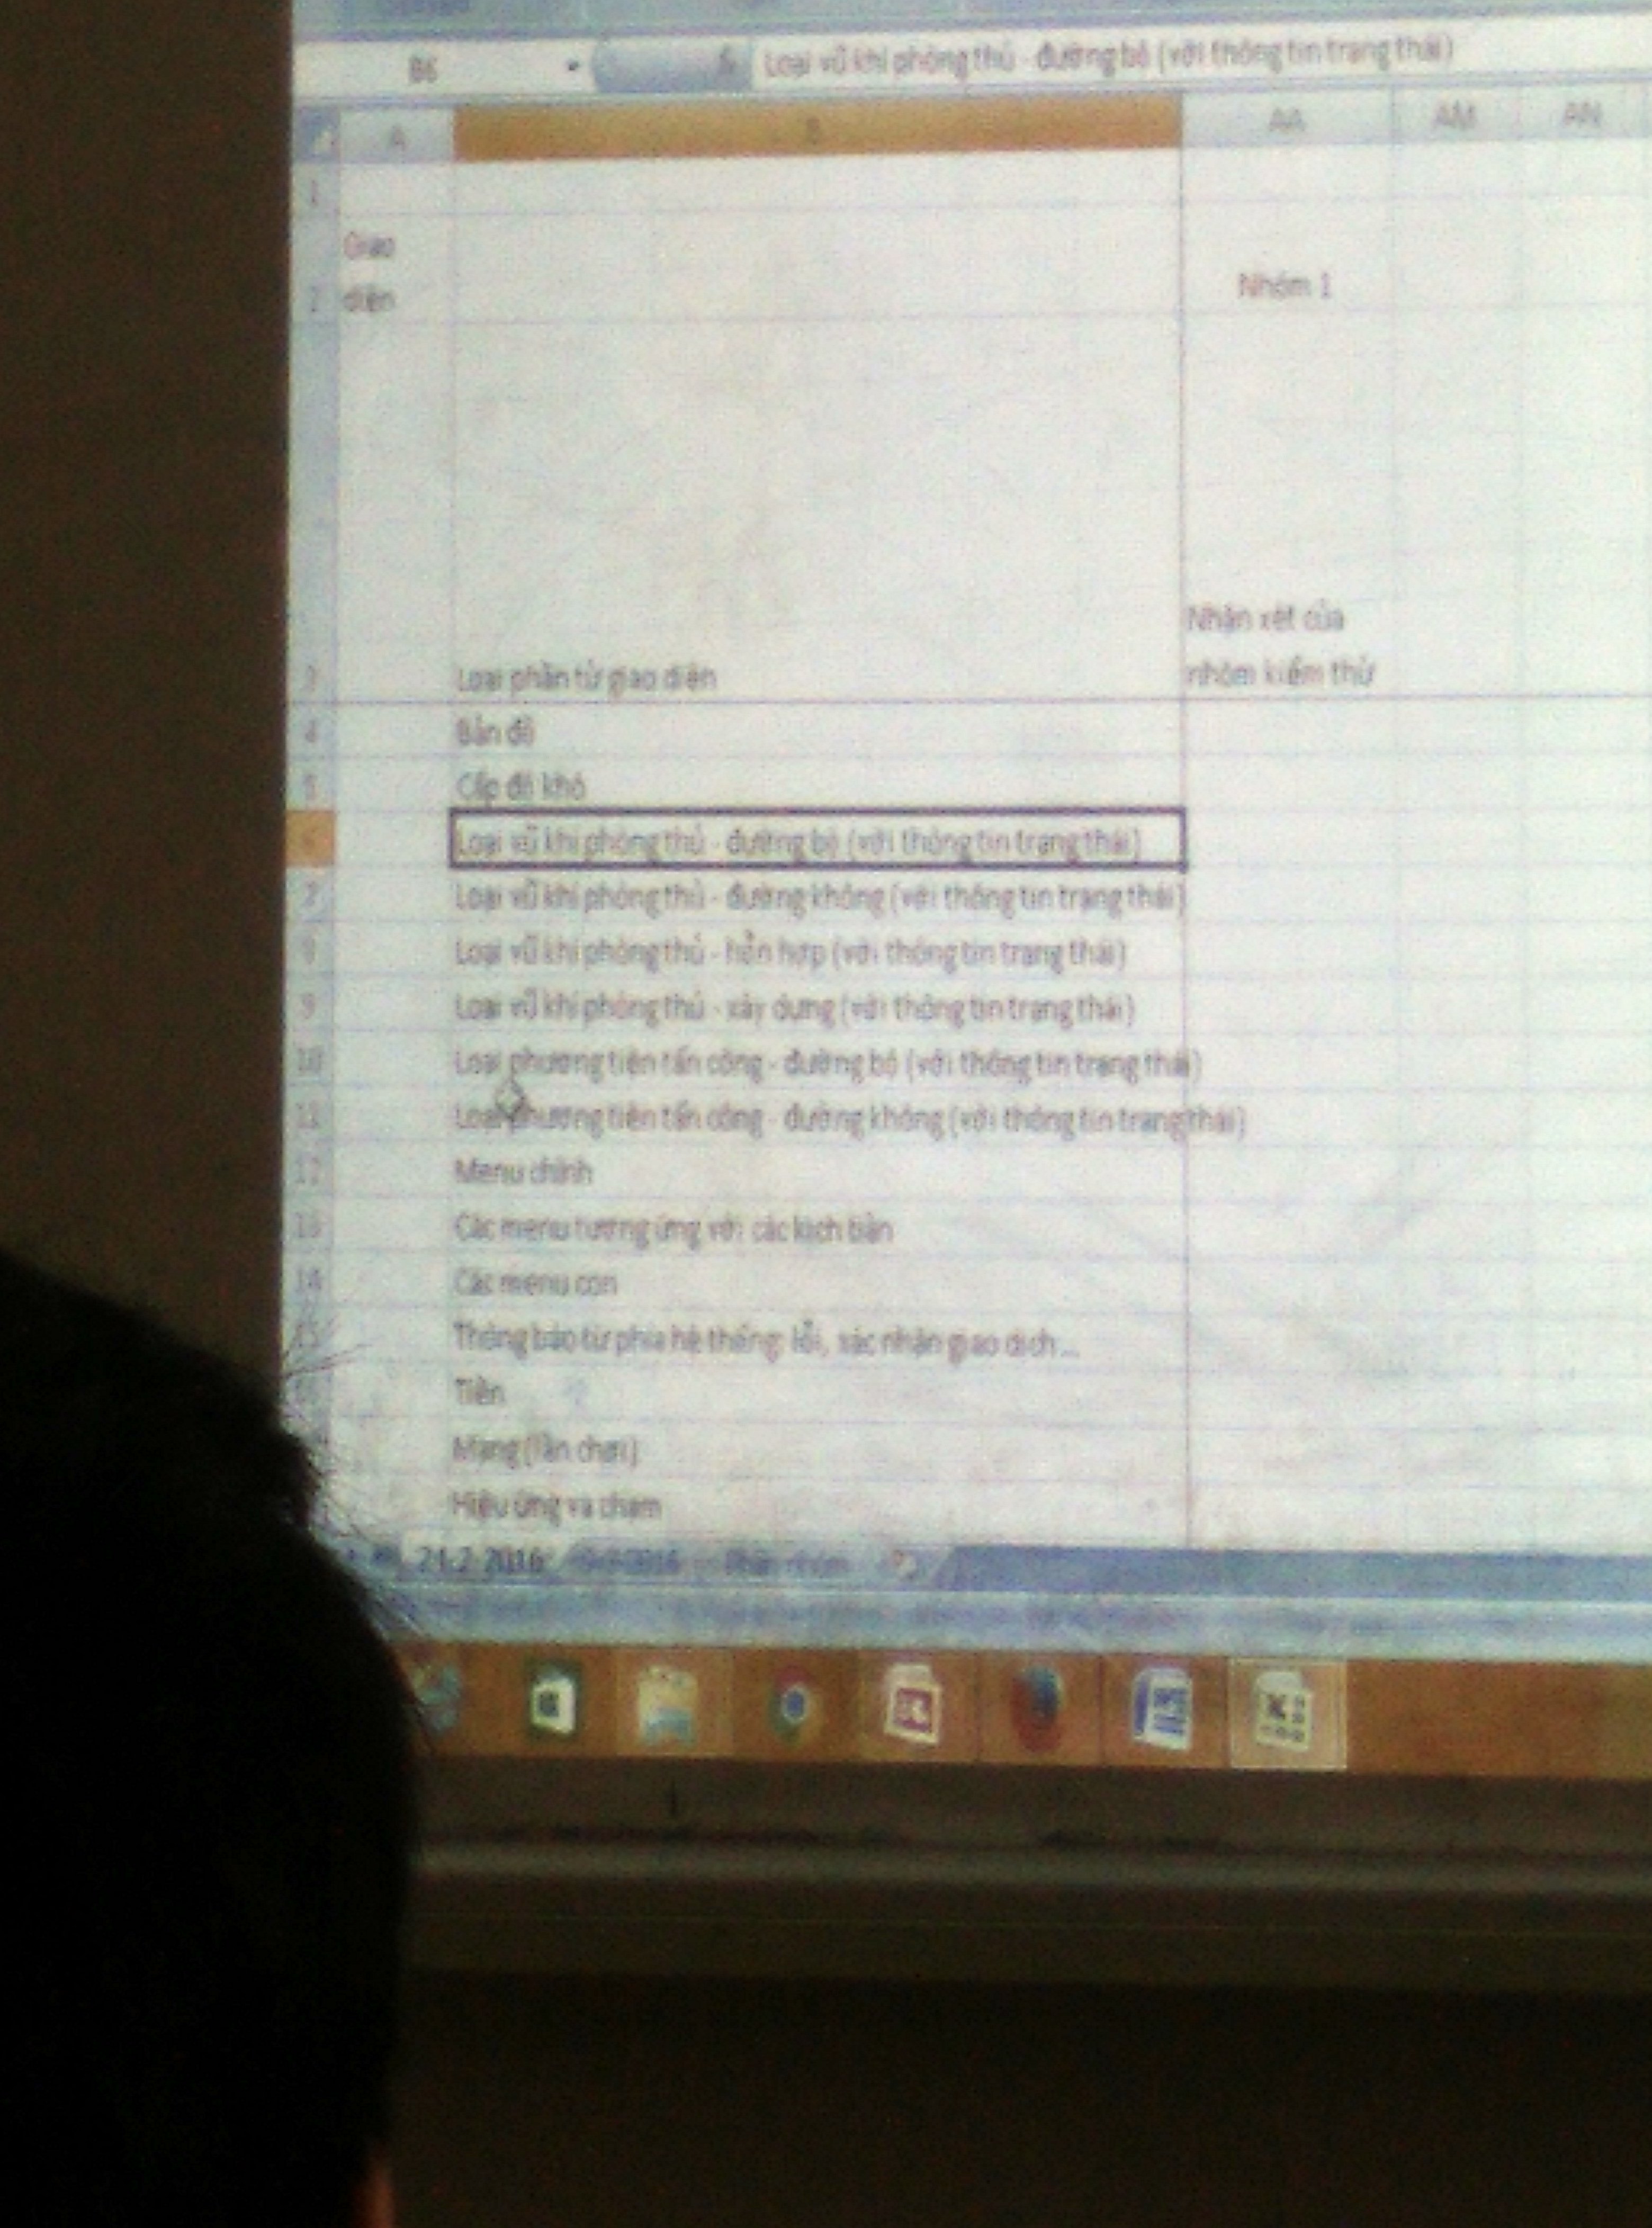 B6 Loại vũ khí phòng thủ - đường bộ (với thông tin trạng thái)
A B AA AM AN
1
Giao
2 diện Nhóm 1
Nhận xét của
3 Loại phần tử giao diện nhóm kiểm thử
4 Bản đồ
5 Cấp độ khó
Loại vũ khí phòng thủ - đường bộ (với thông tin trạng thái)
7 Loại vũ khí phòng thủ - đường không (với thông tin trạng thái)
8 Loại vũ khí phòng thủ - hỗn hợp (với thông tin trạng thái)
9 Loại vũ khí phòng thủ - xây dựng (với thông tin trạng thái)
10 Loại phương tiện tấn công - đường bộ (với thông tin trạng thái)
11 Loại phương tiện tấn công - đường không (với thông tin trạng thái)
12 Menu chính
13 Các menu tương ứng với các kịch bản
14 Các menu con
15 Thông báo từ phía hệ thống: lỗi, xác nhận giao dịch ...
Tiền
Mạng (lần chơi)
Hiệu ứng va chạm
Phân nhóm